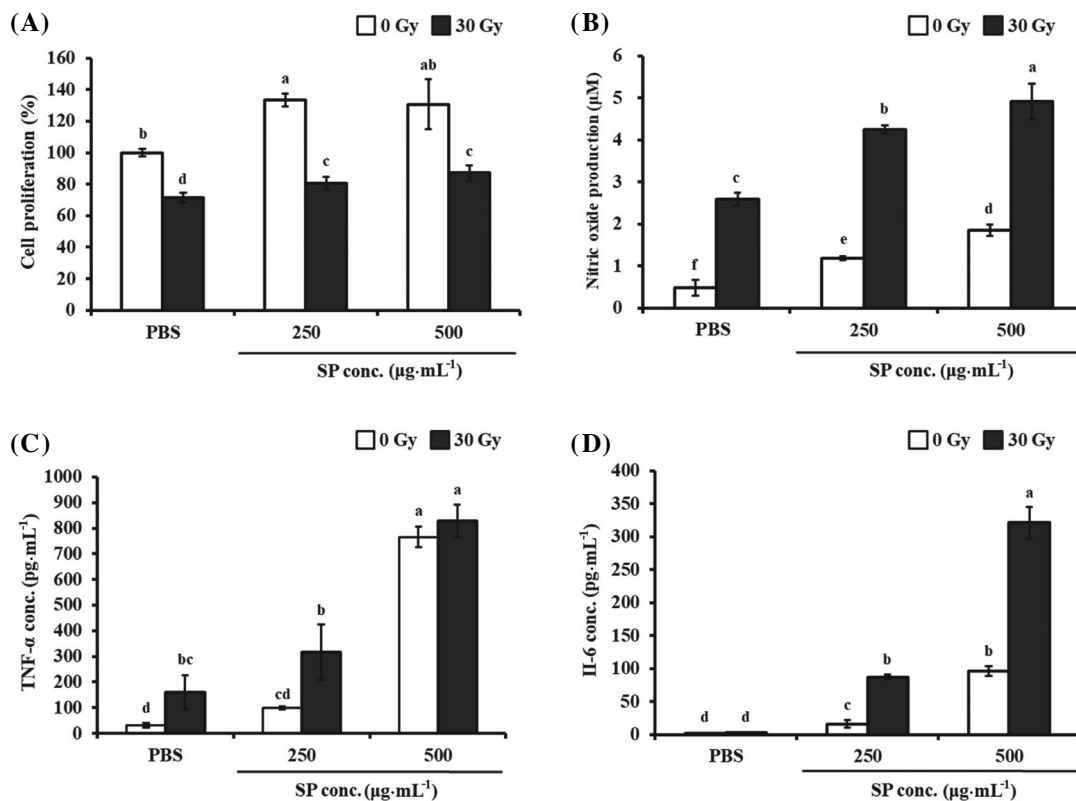 (A)
0 Gy 30 Gy
Cell proliferation (%)
160
140
120
100
80
60
40
20
0
b
d
a
c
ab
c
PBS 250 500
SP conc. (μg·mL⁻¹)
(B)
0 Gy 30 Gy
Nitric oxide production (μM)
6
5
4
3
2
1
0
f
c
e
b
d
a
PBS 250 500
SP conc. (μg·mL⁻¹)
(C)
0 Gy 30 Gy
TNF-α conc. (pg·mL⁻¹)
1000
900
800
700
600
500
400
300
200
100
0
d
bc
cd
b
a
a
PBS 250 500
SP conc. (μg·mL⁻¹)
(D)
0 Gy 30 Gy
II-6 conc. (pg·mL⁻¹)
400
350
300
250
200
150
100
50
0
d
d
c
b
b
a
PBS 250 500
SP conc. (μg·mL⁻¹)